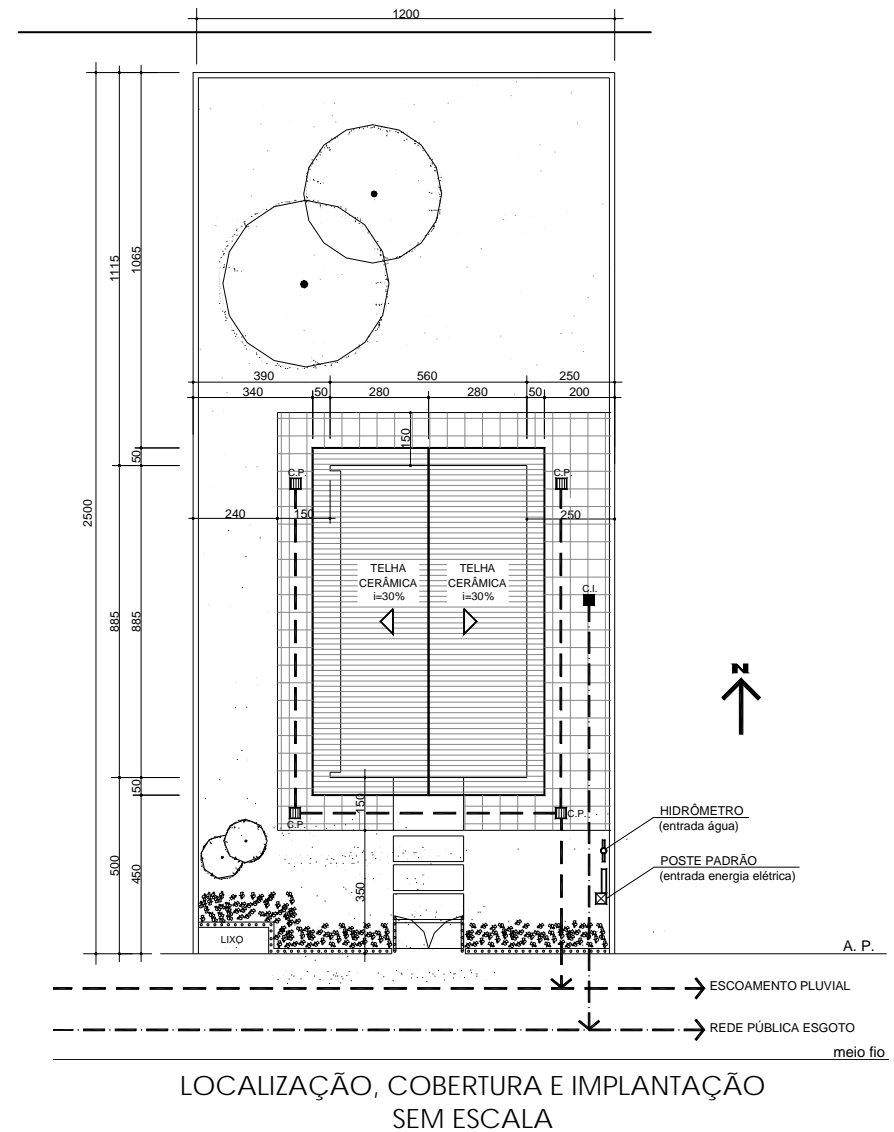 1200
1115
1065
390
560
250
340
50
280
280
50
200
150
50
2500
C.P.
C.P.
240
150
250
TELHA
CERÂMICA
i=30%
TELHA
CERÂMICA
i=30%
C.I.
885
885
N
150
150
C.P.
C.P.
HIDRÔMETRO
(entrada água)
POSTE PADRÃO
(entrada energia elétrica)
500
450
350
LIXO
A. P.
ESCOAMENTO PLUVIAL
REDE PÚBLICA ESGOTO
meio fio
LOCALIZAÇÃO, COBERTURA E IMPLANTAÇÃO
SEM ESCALA